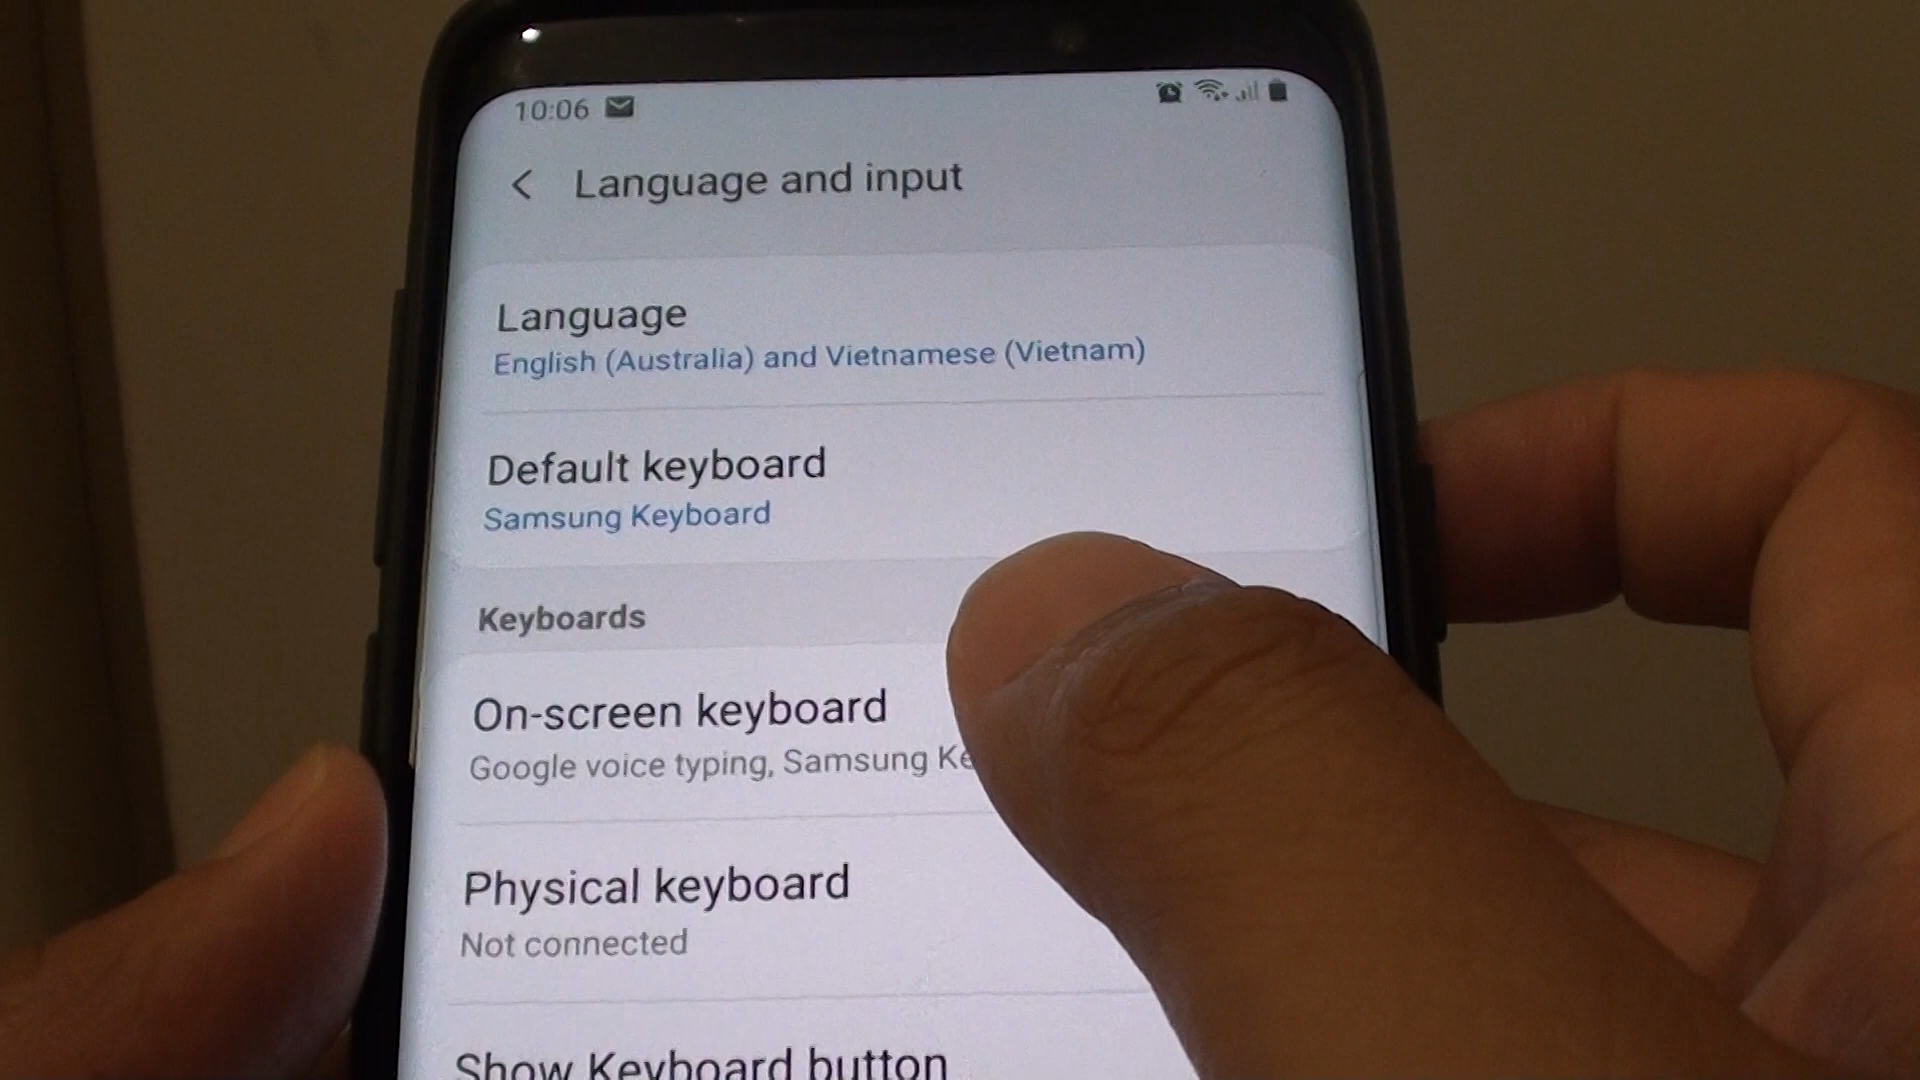 10:06
Language and input
Language
English (Australia) and Vietnamese (Vietnam)
Default keyboard
Samsung Keyboard
Keyboards
On-screen keyboard
Google voice typing, Samsung
Physical keyboard
Not connected
Show Keyboard button